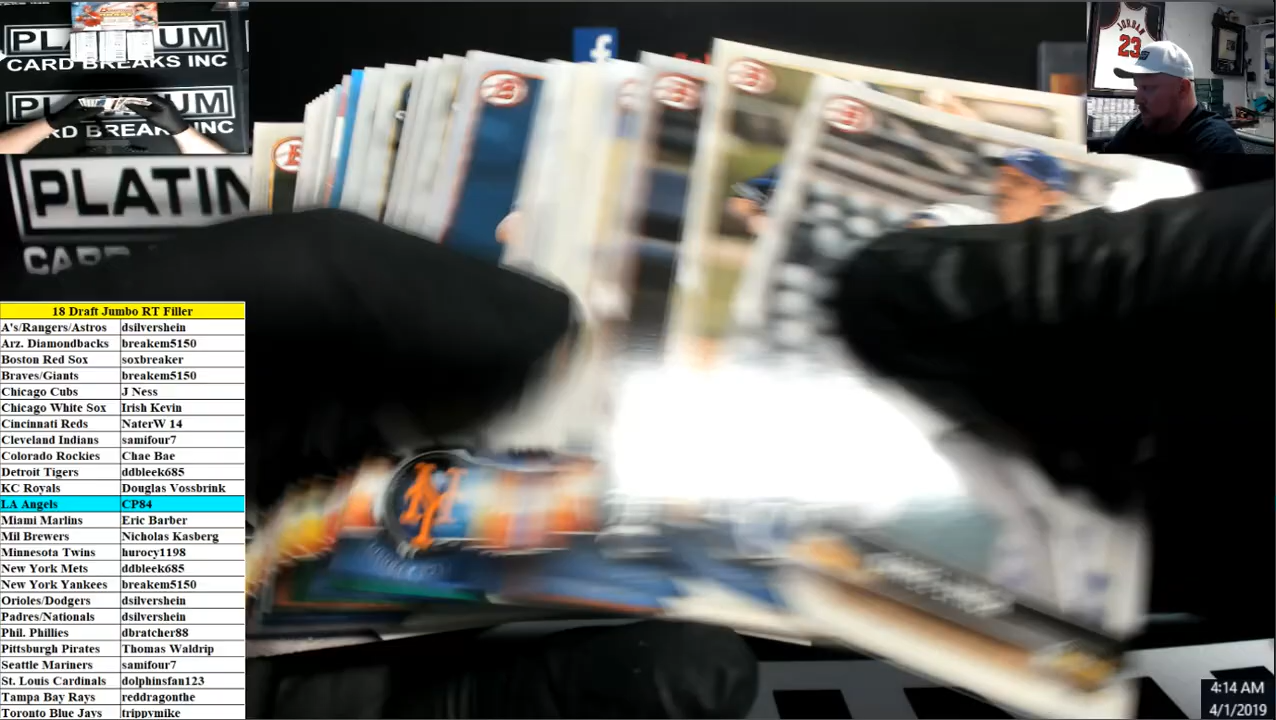 PLATINUM
CARD BREAKS INC
PLATINUM
CARD BREAKS INC
PLATIN
CARD
JORDAN
23
18 Draft Jumbo RT Filler
A's/Rangers/Astros dsilvershein
Arz. Diamondbacks breakem5150
Boston Red Sox soxbreaker
Braves/Giants breakem5150
Chicago Cubs J Ness
Chicago White Sox Irish Kevin
Cincinnati Reds NaterW 14
Cleveland Indians samifour7
Colorado Rockies Chae Bae
Detroit Tigers ddbleek685
KC Royals Douglas Vossbrink
LA Angels CP84
Miami Marlins Eric Barber
Mil Brewers Nicholas Kasberg
Minnesota Twins hurocy1198
New York Mets ddbleek685
New York Yankees breakem5150
Orioles/Dodgers dsilvershein
Padres/Nationals dsilvershein
Phil. Phillies dbratcher88
Pittsburgh Pirates Thomas Waldrip
Seattle Mariners samifour7
St. Louis Cardinals dolphinsfan123
Tampa Bay Rays reddragonthe
Toronto Blue Jays trippymike
4:14 AM
4/1/2019